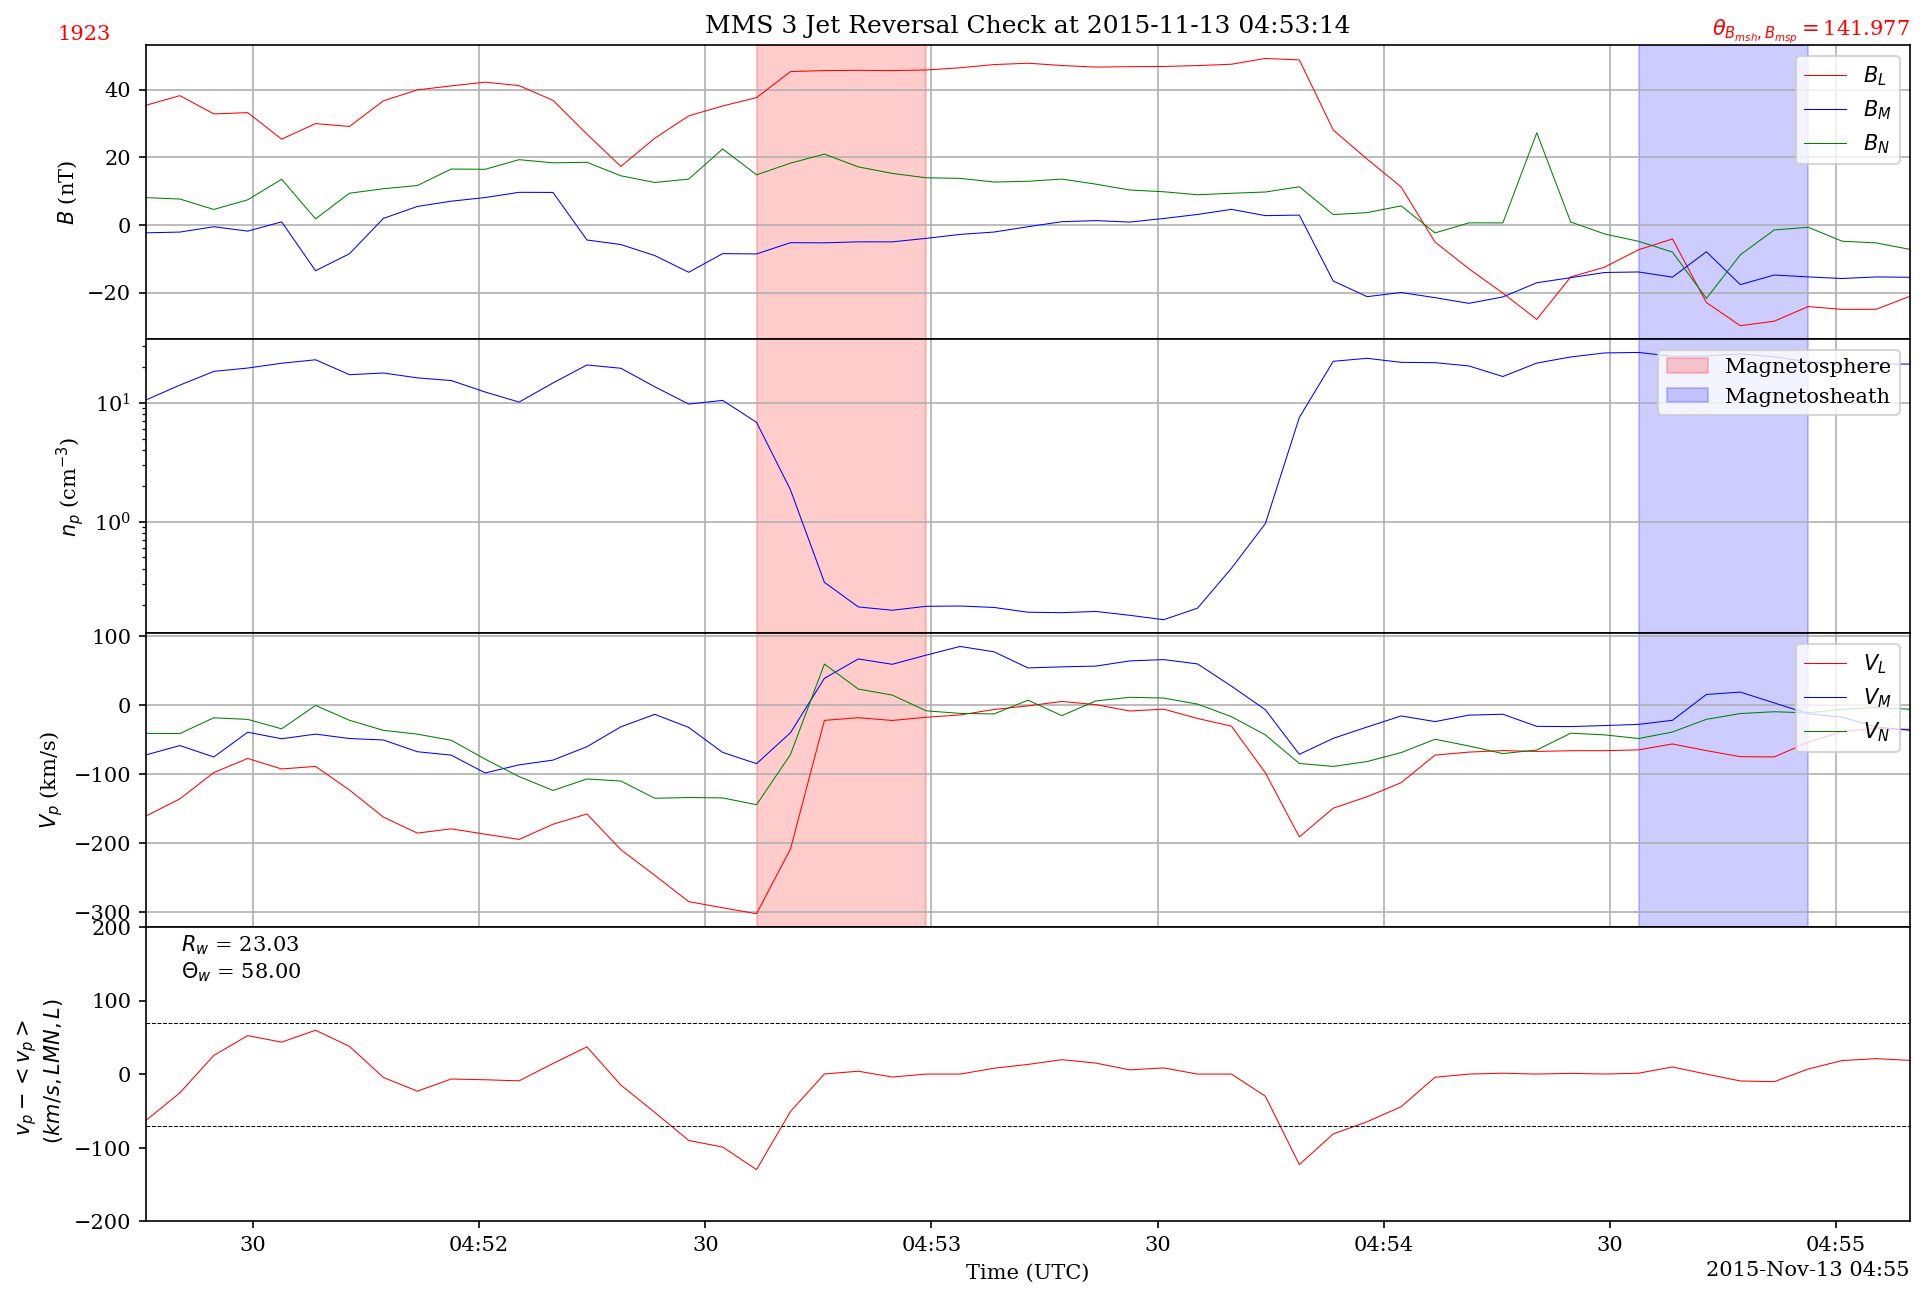 1923
MMS 3 Jet Reversal Check at 2015-11-13 04:53:14
θ_{B_{msh}, B_{msp}} = 141.977
B (nT)
40
20
0
−20
B_L
B_M
B_N
n_p (cm^{−3})
10^1
10^0
Magnetosphere
Magnetosheath
V_p (km/s)
100
0
−100
−200
−300
V_L
V_M
V_N
v_p − < v_p >
(km/s, LMN, L)
200
100
0
−100
−200
R_w = 23.03
Θ_w = 58.00
30
04:52
30
04:53
30
04:54
30
04:55
Time (UTC)
2015-Nov-13 04:55